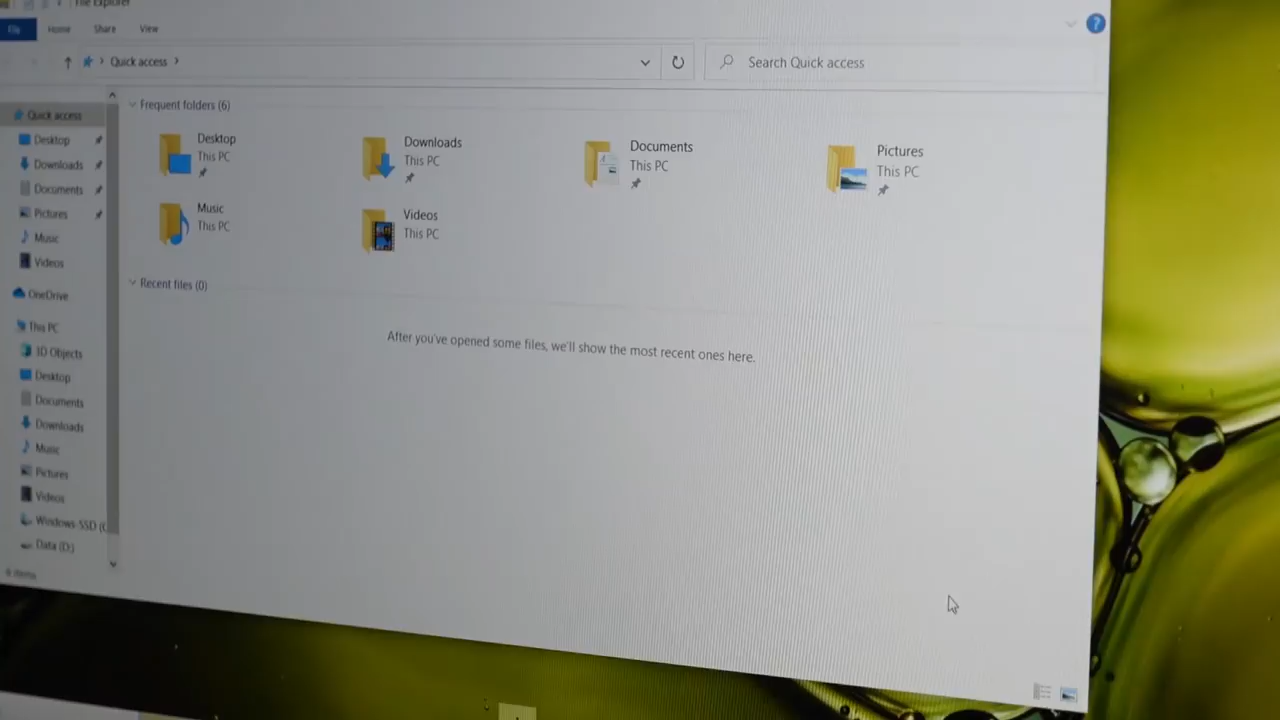 File Explorer
File
Home
Share
View
?
Quick access
Search Quick access
Quick access
Desktop
Downloads
Documents
Pictures
Music
Videos
OneDrive
This PC
3D Objects
Desktop
Documents
Downloads
Music
Pictures
Videos
Windows-SSD (C
Data (D:)
6 items
Frequent folders (6)
Desktop
This PC
Downloads
This PC
Documents
This PC
Pictures
This PC
Music
This PC
Videos
This PC
Recent files (0)
After you've opened some files, we'll show the most recent ones here.